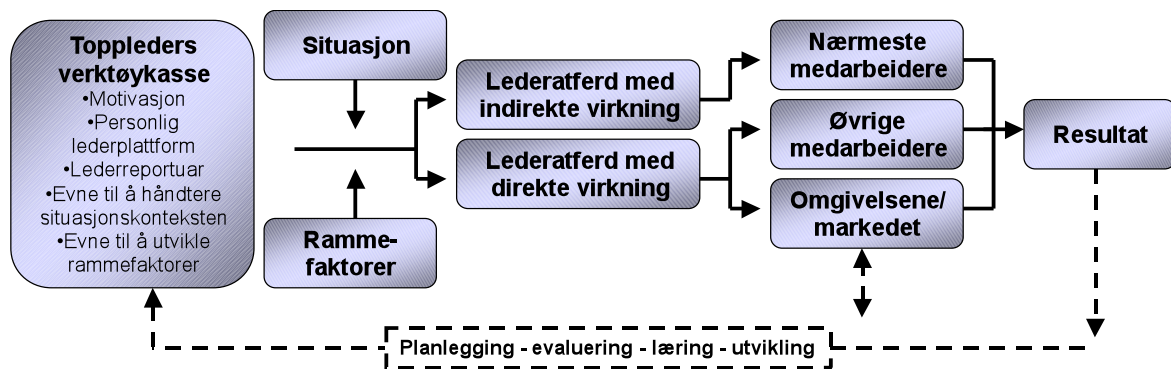 Toppleders
verktøykasse
•Motivasjon
•Personlig
lederplattform
•Lederreportuar
•Evne til å håndtere
situasjonskonteksten
•Evne til å utvikle
rammefaktorer
Situasjon
Ramme-
faktorer
Lederatferd med
indirekte virkning
Lederatferd med
direkte virkning
Nærmeste
medarbeidere
Øvrige
medarbeidere
Omgivelsene/
markedet
Resultat
Planlegging - evaluering - læring - utvikling